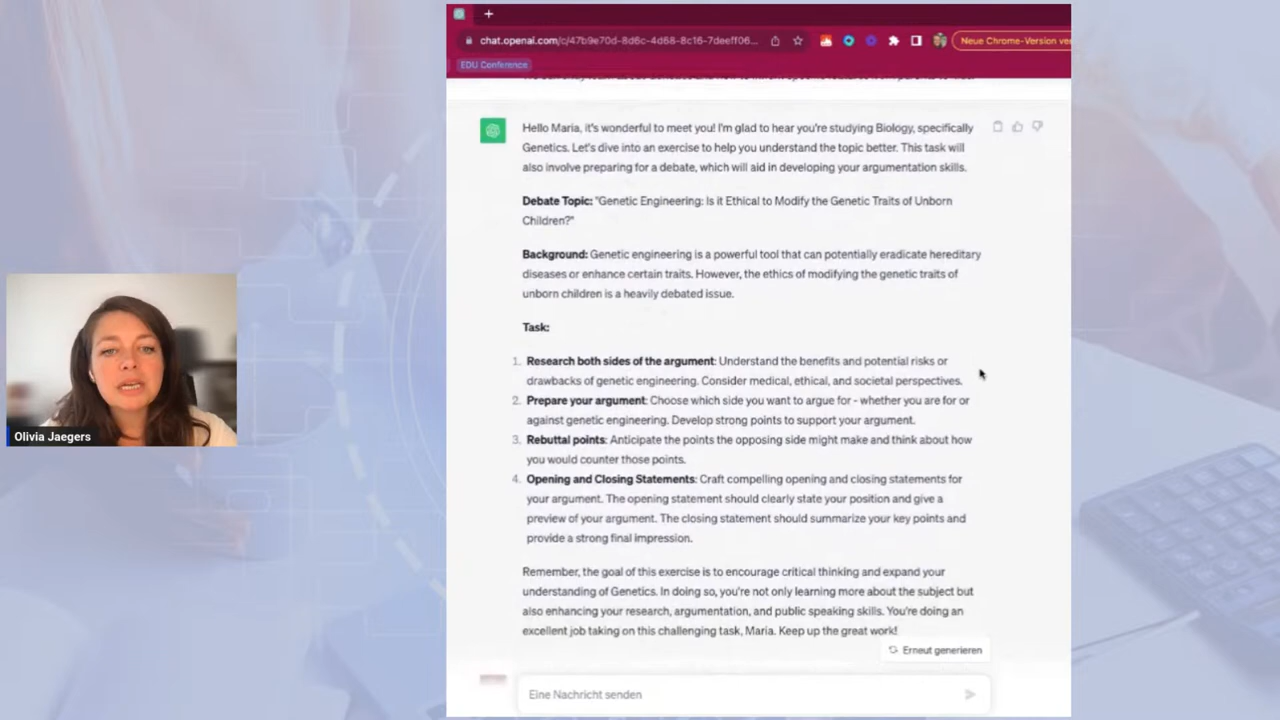 +
chat.openai.com/c/47b9e70d-8d6c-4d68-8c16-7deeff06...
Neue Chrome-Version ver
EDU Conference
Hello Maria, it's wonderful to meet you! I'm glad to hear you're studying Biology, specifically
Genetics. Let's dive into an exercise to help you understand the topic better. This task will
also involve preparing for a debate, which will aid in developing your argumentation skills.
Debate Topic: "Genetic Engineering: Is it Ethical to Modify the Genetic Traits of Unborn
Children?"
Background: Genetic engineering is a powerful tool that can potentially eradicate hereditary
diseases or enhance certain traits. However, the ethics of modifying the genetic traits of
unborn children is a heavily debated issue.
Task:
1. Research both sides of the argument: Understand the benefits and potential risks or
drawbacks of genetic engineering. Consider medical, ethical, and societal perspectives.
2. Prepare your argument: Choose which side you want to argue for - whether you are for or
against genetic engineering. Develop strong points to support your argument.
3. Rebuttal points: Anticipate the points the opposing side might make and think about how
you would counter those points.
4. Opening and Closing Statements: Craft compelling opening and closing statements for
your argument. The opening statement should clearly state your position and give a
preview of your argument. The closing statement should summarize your key points and
provide a strong final impression.
Remember, the goal of this exercise is to encourage critical thinking and expand your
understanding of Genetics. In doing so, you're not only learning more about the subject but
also enhancing your research, argumentation, and public speaking skills. You're doing an
excellent job taking on this challenging task, Maria. Keep up the great work!
Erneut generieren
Eine Nachricht senden
Olivia Jaegers